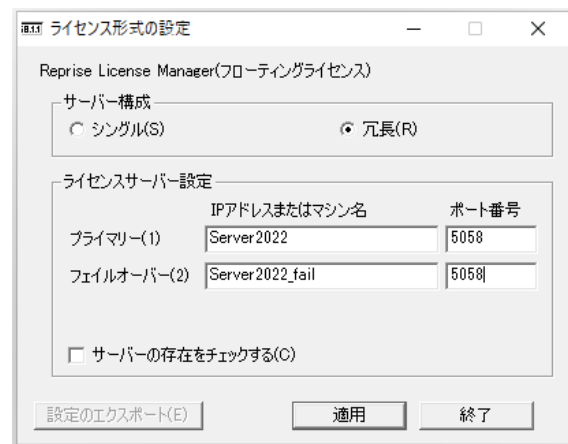 i8.1.1 ライセンス形式の設定
Reprise License Manager(フローティングライセンス)
サーバー構成
シングル(S) 冗長(R)
ライセンスサーバー設定
IPアドレスまたはマシン名 ポート番号
プライマリー(1) Server2022 5058
フェイルオーバー(2) Server2022_fail 5058
サーバーの存在をチェックする(C)
設定のエクスポート(E) 適用 終了